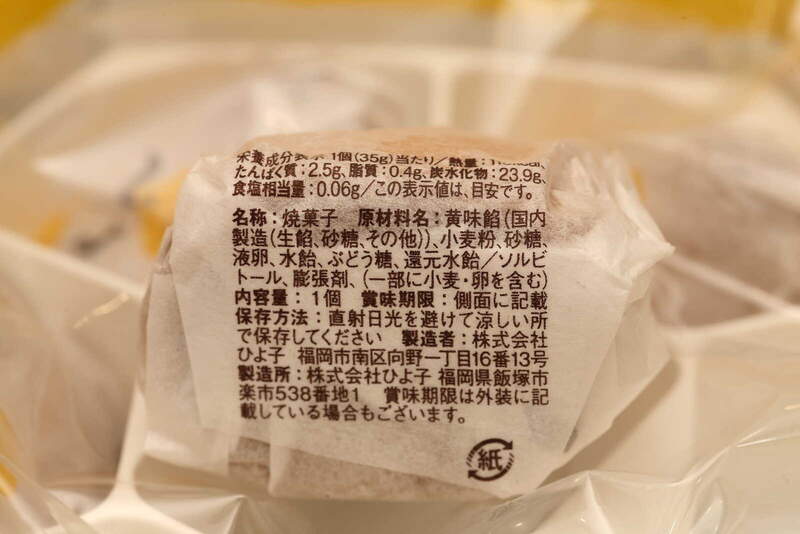 栄養成分表示 1個(35g)当たり/熱量:
たんぱく質:2.5g、脂質:0.4g、炭水化物:23.9g、
食塩相当量:0.06g/この表示値は、目安です。
名称:焼菓子 原材料名:黄味餡(国内
製造(生餡、砂糖、その他))、小麦粉、砂糖、
液卵、水飴、ぶどう糖、還元水飴/ソルビ
トール、膨張剤、(一部に小麦・卵を含む)
内容量:1個 賞味期限:側面に記載
保存方法:直射日光を避けて涼しい所
で保存してください 製造者:株式会社
ひよ子 福岡市南区向野一丁目16番13号
製造所:株式会社ひよ子 福岡県飯塚市
楽市538番地1 賞味期限は外装に記
載している場合もございます。
紙